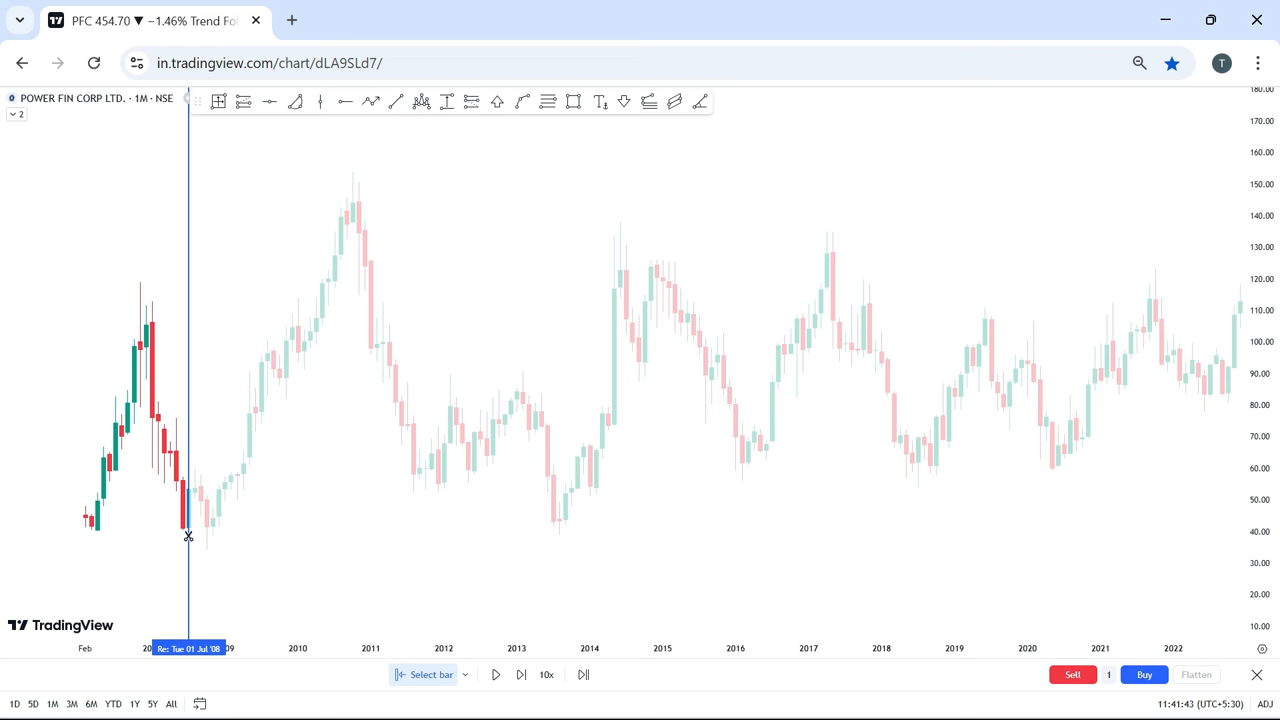 PFC 454.70 ▼ −1.46% Trend Fo
in.tradingview.com/chart/dLA9SLd7/
T
POWER FIN CORP LTD. · 1M · NSE
2
180.00
170.00
160.00
150.00
140.00
130.00
120.00
110.00
100.00
90.00
80.00
70.00
60.00
50.00
40.00
30.00
20.00
10.00
TradingView
Feb 20 Re: Tue 01 Jul '08 09 2010 2011 2012 2013 2014 2015 2016 2017 2018 2019 2020 2021 2022
Select bar 10x Sell 1 Buy Flatten
1D 5D 1M 3M 6M YTD 1Y 5Y All 11:41:43 (UTC+5:30) ADJ